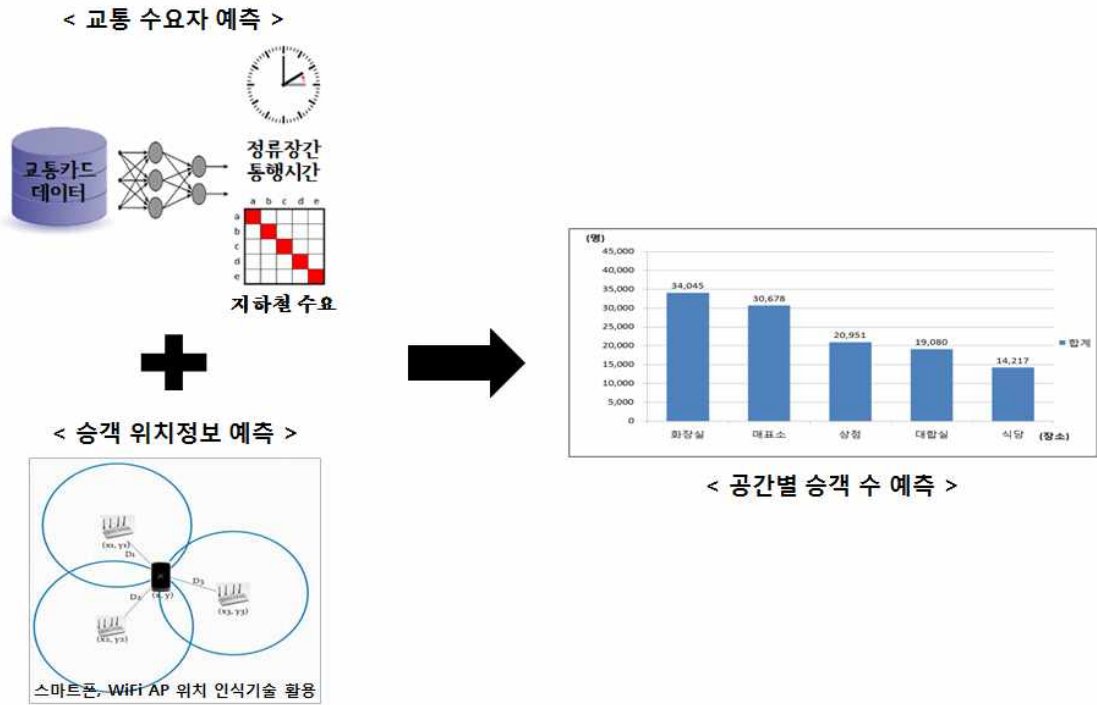 < 교통 수요자 예측 >
교통카드
데이터
정류장간
통행시간
a b c d e
a
b
c
d
e
지하철 수요
< 승객 위치정보 예측 >
(x1, y1)
D1
D2
D3
(x, y)
(x2, y2)
(x3, y3)
스마트폰, WiFi AP 위치 인식기술 활용
(명)
45,000
40,000
35,000
30,000
25,000
20,000
15,000
10,000
5,000
0
34,045
30,678
20,951
19,080
14,217
합계
화장실 매표소 상점 대합실 식당 (장소)
< 공간별 승객 수 예측 >